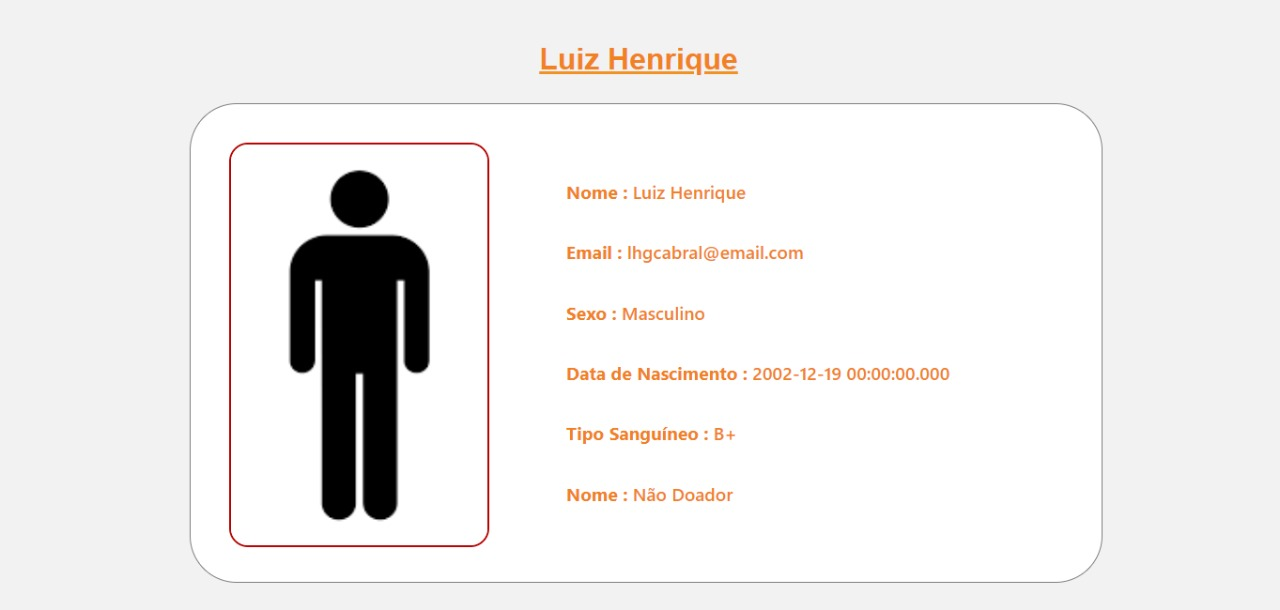 Luiz Henrique
Nome : Luiz Henrique
Email : lhgcabral@email.com
Sexo : Masculino
Data de Nascimento : 2002-12-19 00:00:00.000
Tipo Sanguíneo : B+
Nome : Não Doador